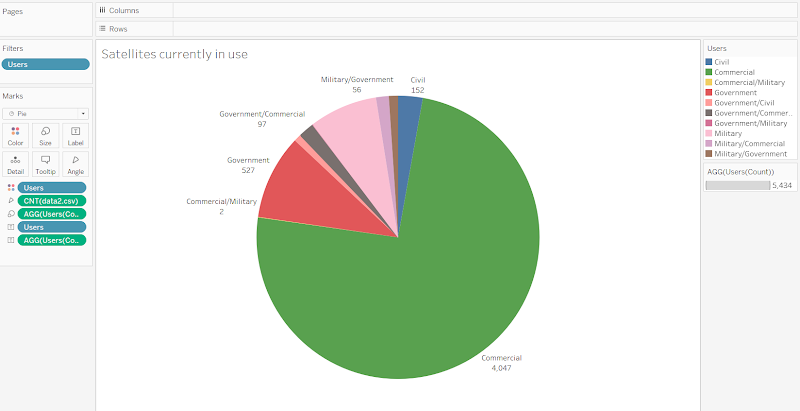 Pages
Columns
Rows
Filters
Users
Marks
Pie
Color
Size
Label
Detail
Tooltip
Angle
Users
CNT(data2.csv)
AGG(Users(Co..
Users
AGG(Users(Co..
Satellites currently in use
Military/Government
56
Civil
152
Government/Commercial
97
Government
527
Commercial/Military
2
Commercial
4,047
Users
Civil
Commercial
Commercial/Military
Government
Government/Civil
Government/Commer...
Government/Military
Military
Military/Commercial
Military/Government
AGG(Users(Count))
5,434